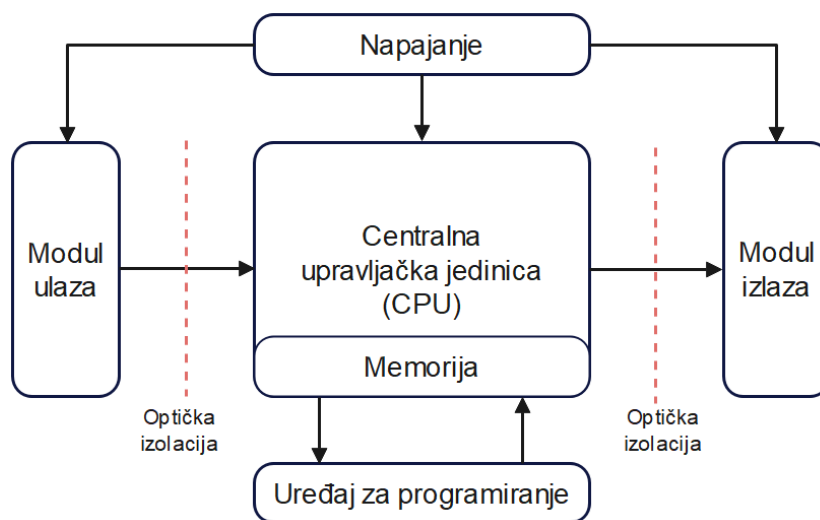 Napajanje
Modul
ulaza
Centralna
upravljačka jedinica
(CPU)
Memorija
Modul
izlaza
Optička
izolacija
Optička
izolacija
Uređaj za programiranje